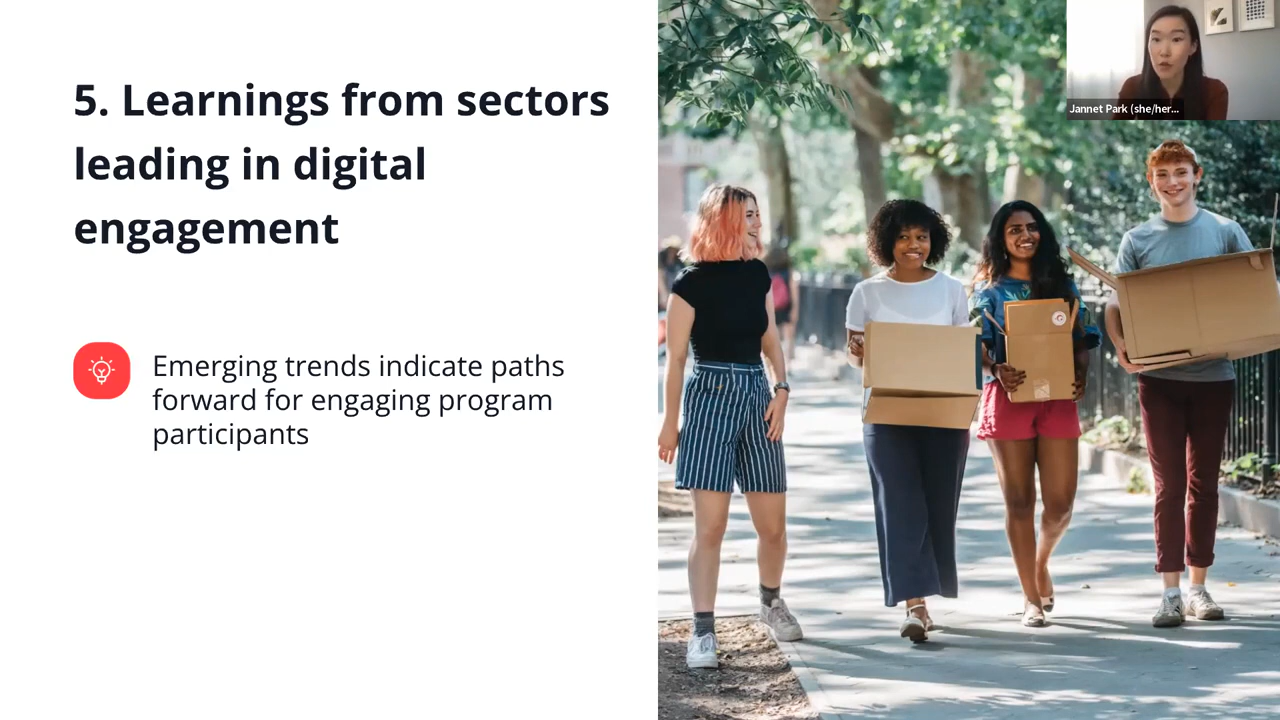 5. Learnings from sectors
leading in digital
engagement
Emerging trends indicate paths
forward for engaging program
participants
Jannet Park (she/her...